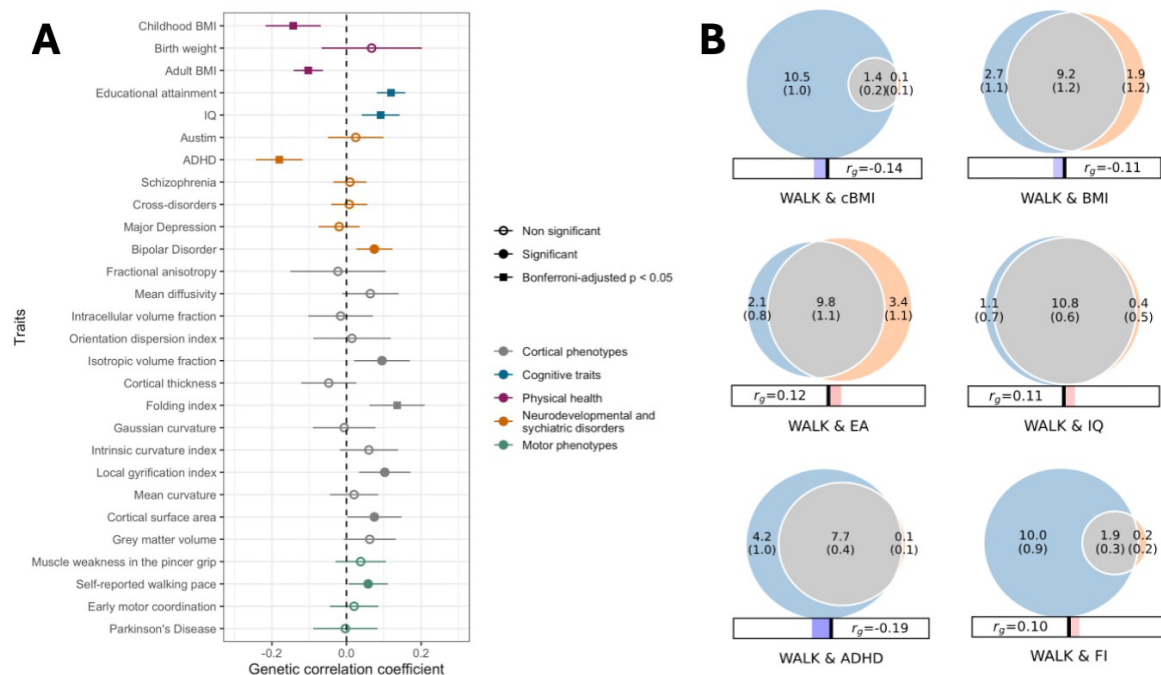 A
Traits
Childhood BMI
Birth weight
Adult BMI
Educational attainment
IQ
Austim
ADHD
Schizophrenia
Cross-disorders
Major Depression
Bipolar Disorder
Fractional anisotropy
Mean diffusivity
Intracellular volume fraction
Orientation dispersion index
Isotropic volume fraction
Cortical thickness
Folding index
Gaussian curvature
Intrinsic curvature index
Local gyrification index
Mean curvature
Cortical surface area
Grey matter volume
Muscle weakness in the pincer grip
Self-reported walking pace
Early motor coordination
Parkinson's Disease
-0.2 0.0 0.2
Genetic correlation coefficient
Non significant
Significant
Bonferroni-adjusted p < 0.05
Cortical phenotypes
Cognitive traits
Physical health
Neurodevelopmental and
sychiatric disorders
Motor phenotypes
B
10.5 1.4 0.1
(1.0) (0.2) (0.1)
rg=-0.14
WALK & cBMI
2.7 9.2 1.9
(1.1) (1.2) (1.2)
rg=-0.11
WALK & BMI
2.1 9.8 3.4
(0.8) (1.1) (1.1)
rg=0.12
WALK & EA
1.1 10.8 0.4
(0.7) (0.6) (0.5)
rg=0.11
WALK & IQ
4.2 7.7 0.1
(1.0) (0.4) (0.1)
rg=-0.19
WALK & ADHD
10.0 1.9 0.2
(0.9) (0.3) (0.2)
rg=0.10
WALK & FI